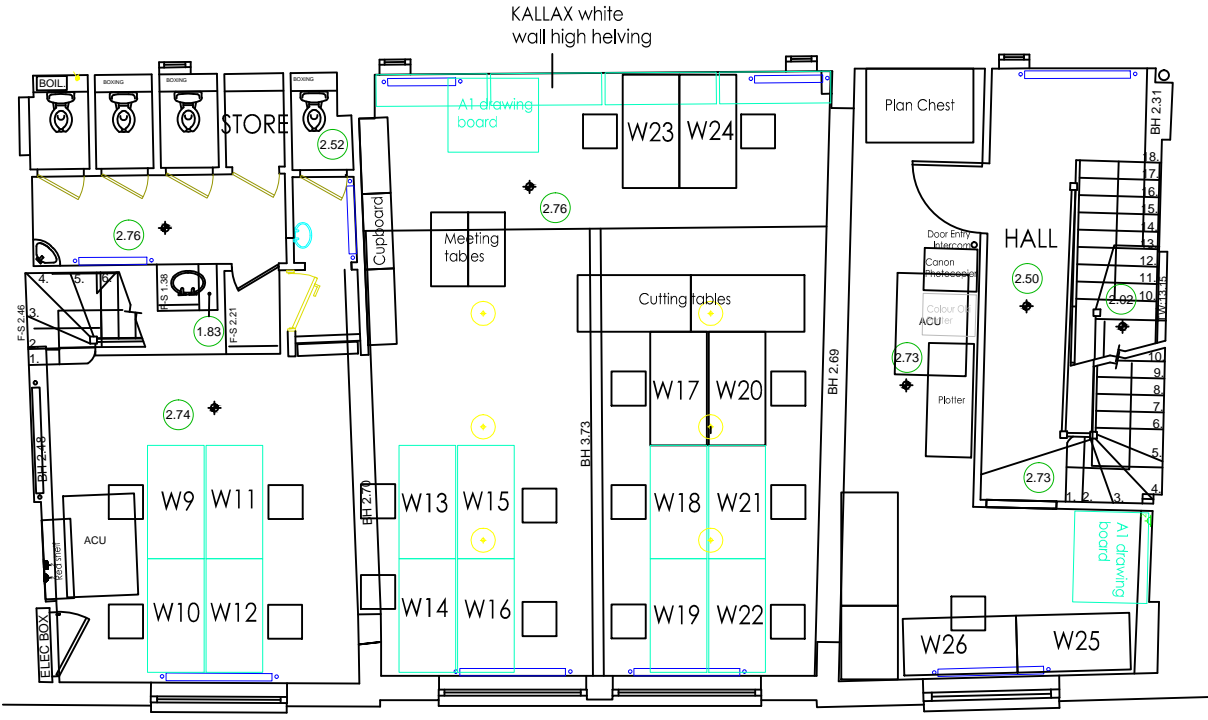 KALLAX white
wall high helving
BOIL.
BOXING
BOXING
BOXING
BOXING
STORE
2.52
A1 drawing
board
W23
W24
Plan Chest
BH 2.31
2.76
Cupboard
2.76
Meeting
tables
Cutting tables
Door Entry
Intercom
Canon
Photocopier
ACU
Plotter
HALL
2.50
2.02
W:13.15
18.
17.
16.
15.
14.
13.
12.
11.
10.
10.
9.
8.
7.
6.
5.
4.
3.
2.
1.
4.
5.
6.
3.
2
1.
F-S 2.46
F-S 1.38
1.83
F-S 2.21
2.74
BH 2.48
BH 2.70
BH 3.73
BH 2.69
2.73
2.73
W17
W20
W9
W11
W13
W15
W18
W21
ACU
Red shelf
W10
W12
W14
W16
W19
W22
ELEC BOX
A1 drawing
board
W26
W25